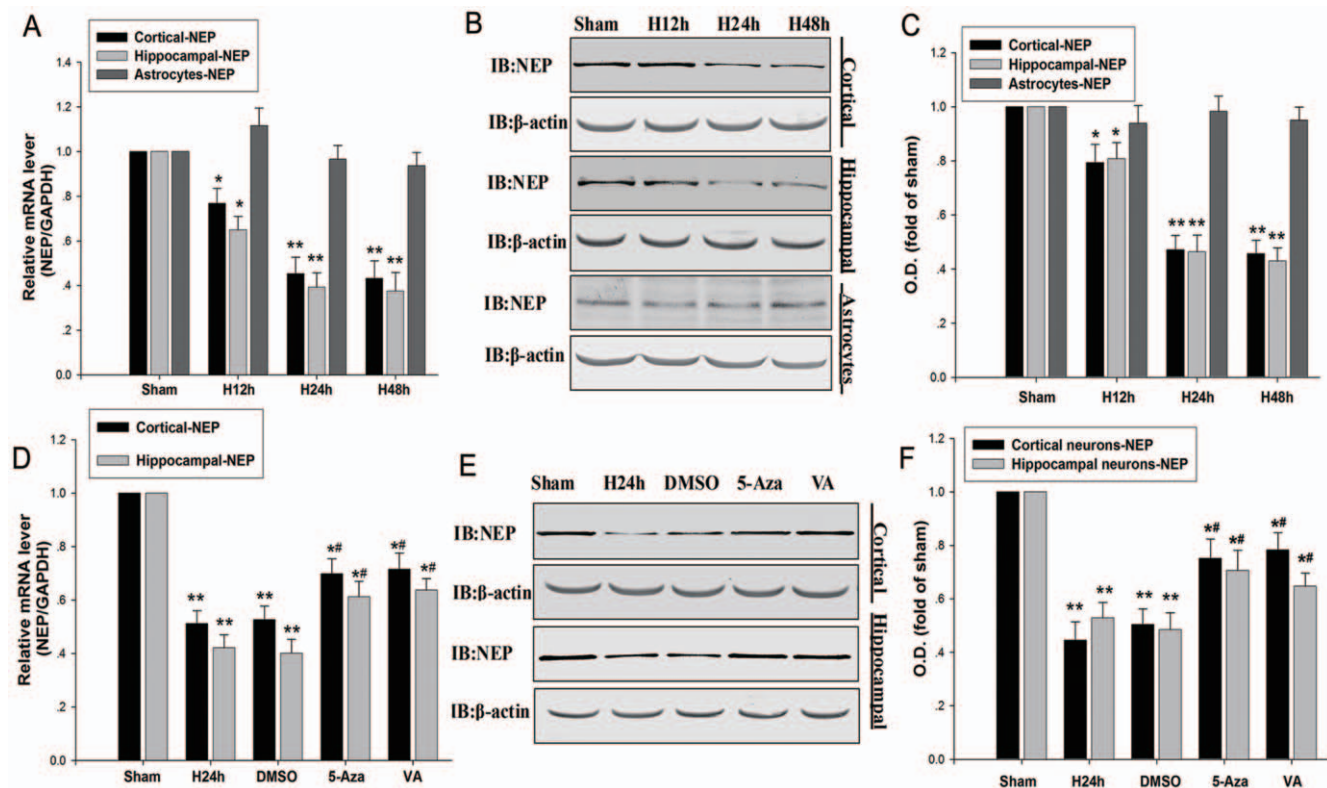 A
Cortical-NEP
Hippocampal-NEP
Astrocytes-NEP
Relative mRNA lever
(NEP/GAPDH)
1.4
1.2
1.0
.8
.6
.4
.2
0.0
*
*
**
**
**
**
Sham H12h H24h H48h
B
Sham H12h H24h H48h
IB:NEP
IB:β-actin
Cortical
IB:NEP
IB:β-actin
Hippocampal
IB:NEP
IB:β-actin
Astrocytes
C
Cortical-NEP
Hippocampal-NEP
Astrocytes-NEP
O.D. (fold of sham)
1.2
1.0
.8
.6
.4
.2
0.0
*
*
**
**
**
**
Sham H12h H24h H48h
D
Cortical-NEP
Hippocampal-NEP
Relative mRNA lever
(NEP/GAPDH)
1.2
1.0
.8
.6
.4
.2
0.0
**
**
**
**
*#
*#
*#
*#
Sham H24h DMSO 5-Aza VA
E
Sham H24h DMSO 5-Aza VA
IB:NEP
IB:β-actin
Cortical
IB:NEP
IB:β-actin
Hippocampal
F
Cortical neurons-NEP
Hippocampal neurons-NEP
O.D. (fold of sham)
1.2
1.0
.8
.6
.4
.2
0.0
**
**
**
**
*#
*#
*#
*#
Sham H24h DMSO 5-Aza VA